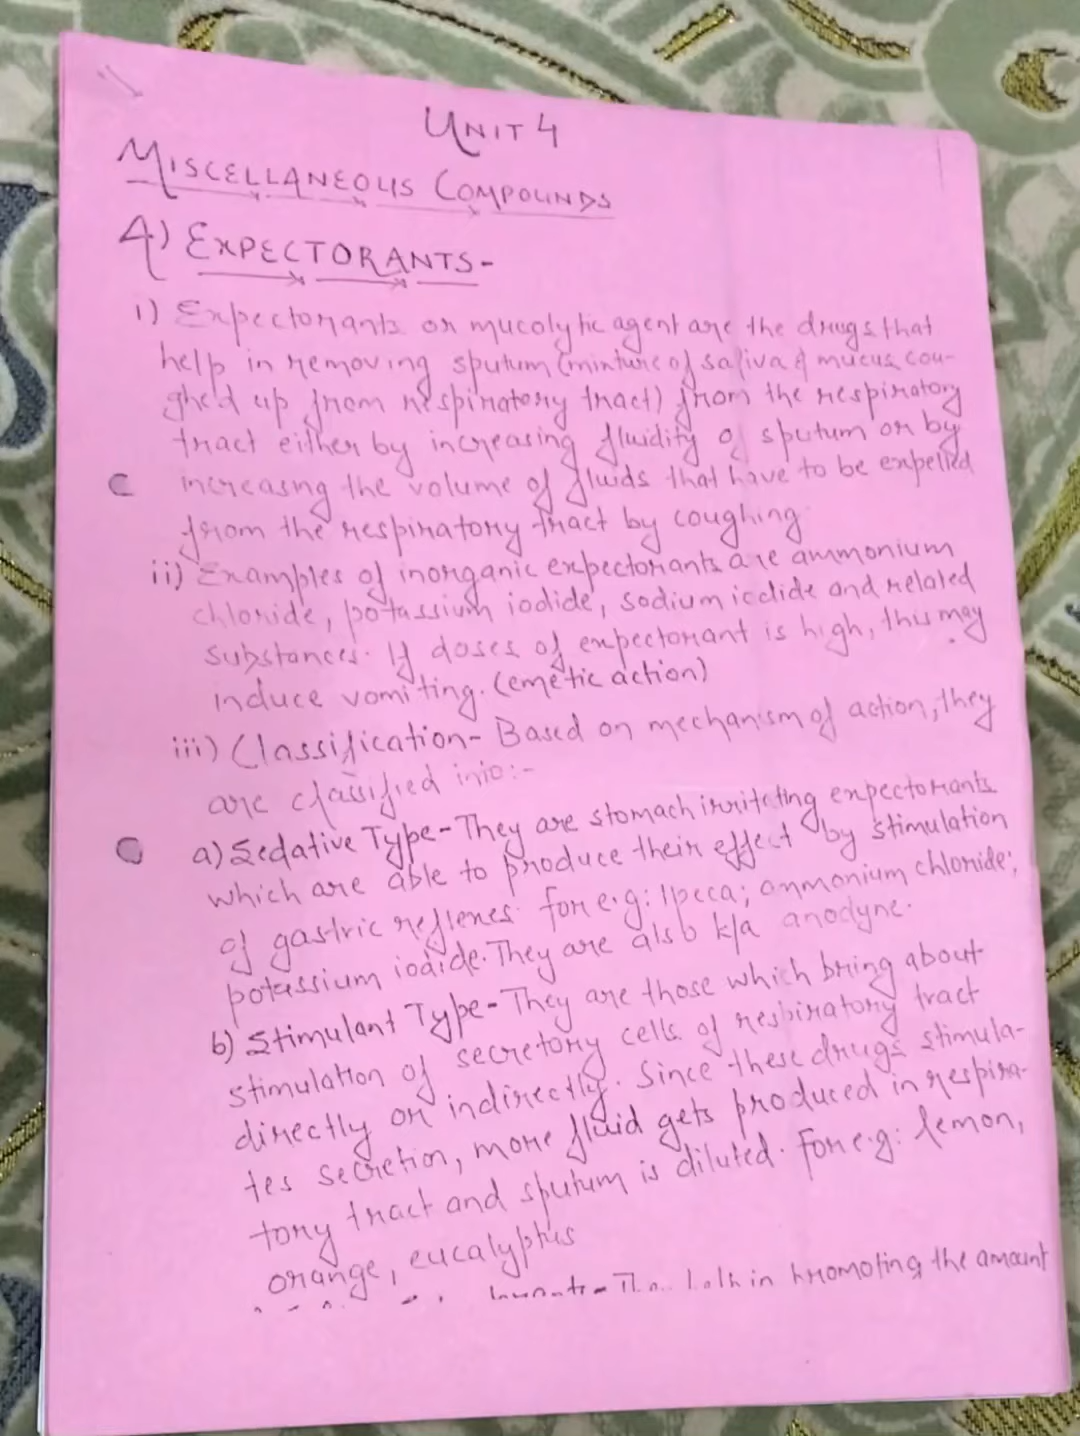 UNIT 4
MISCELLANEOUS COMPOUNDS
A) EXPECTORANTS-
i) Expectorants or mucolytic agent are the drugs that
help in removing sputum (mixture of saliva & mucus cou-
ghed up from respiratory tract) from the respiratory
tract either by increasing fluidity of sputum or by
increasing the volume of fluids that have to be expelled
from the respiratory tract by coughing
ii) Examples of inorganic expectorants are ammonium
chloride, potassium iodide, sodium iodide and related
substances. If doses of expectorant is high, this may
induce vomiting. (emetic action)
iii) Classification- Based on mechanism of action, they
are classified into:-
a) Sedative Type- They are stomach irritating expectorants
which are able to produce their effect by stimulation
of gastric reflexes. for e.g: Ipeca; ammonium chloride;
potassium iodide. They are also k/a anodyne.
b) Stimulant Type- They are those which bring about
stimulation of secretory cells of respiratory tract
directly or indirectly. Since these drugs stimula-
tes secretion, more fluid gets produced in respira-
tory tract and sputum is diluted. for e.g: lemon,
orange, eucalyptus
in promoting the amount